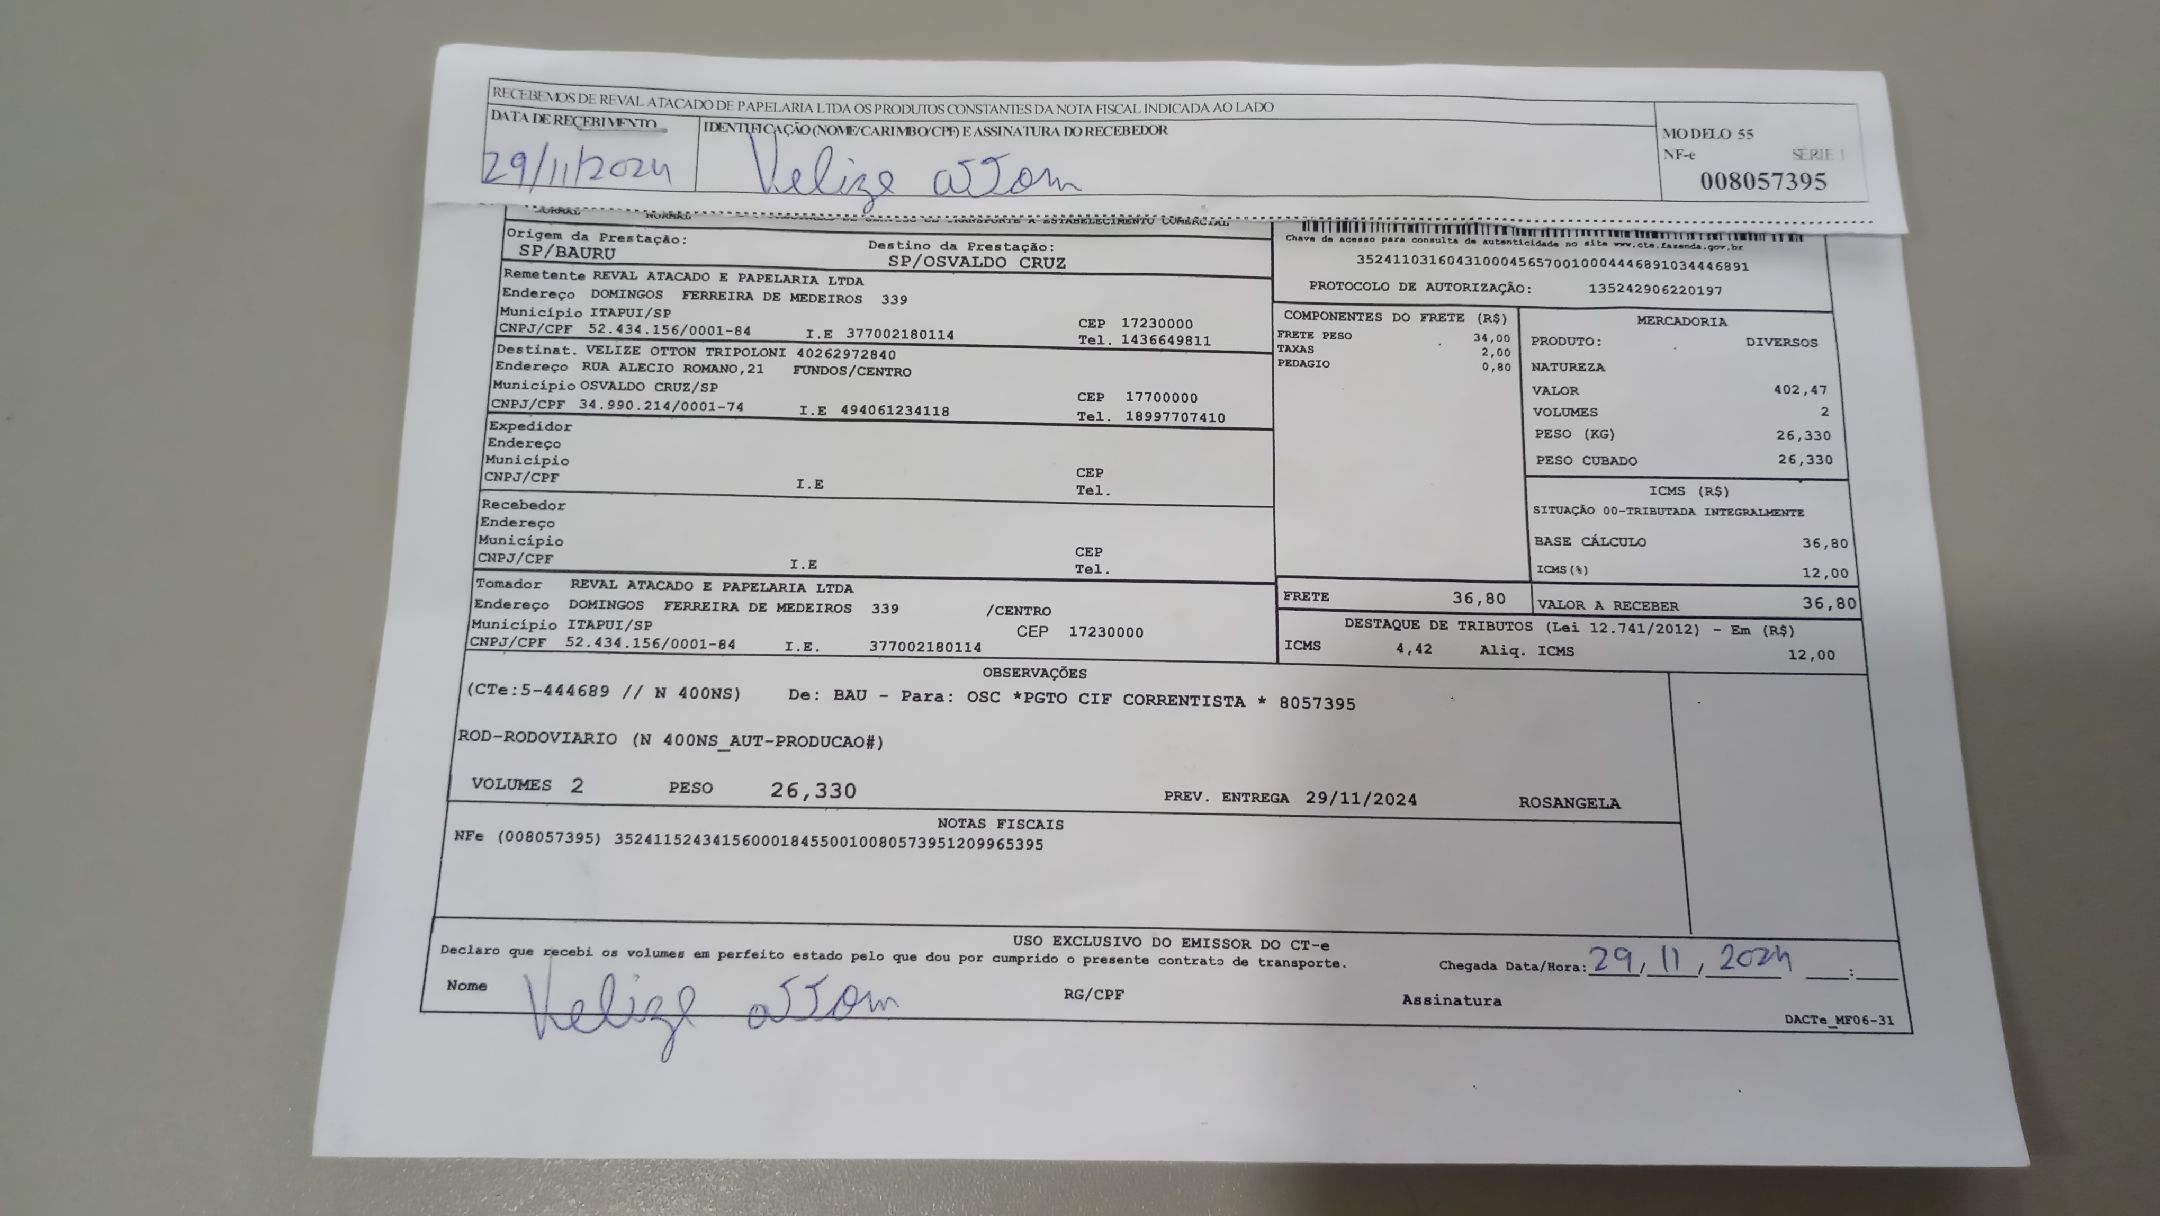 RECEBEMOS DE REVAL ATACADO DE PAPELARIA LTDA OS PRODUTOS CONSTANTES DA NOTA FISCAL INDICADA AO LADO
DATA DE RECEBIMENTO IDENTIFICAÇÃO (NOME/CARIMBO/CPF) E ASSINATURA DO RECEBEDOR
29/11/2024 Velize otton
MODELO 55
NF-e SÉRIE 1
008057395
NORMAL NORMAL TRANSPORTE A ESTABELECIMENTO COMERCIAL
Origem da Prestação: Destino da Prestação:
SP/BAURU SP/OSVALDO CRUZ
Chave de acesso para consulta de autenticidade no site www.cte.fazenda.gov.br
35241103160431000456570010004446891034446891
PROTOCOLO DE AUTORIZAÇÃO: 135242906220197
Remetente REVAL ATACADO E PAPELARIA LTDA
Endereço DOMINGOS FERREIRA DE MEDEIROS 339
Município ITAPUI/SP CEP 17230000
CNPJ/CPF 52.434.156/0001-84 I.E 377002180114 Tel. 1436649811
Destinat. VELIZE OTTON TRIPOLONI 40262972840
Endereço RUA ALECIO ROMANO,21 FUNDOS/CENTRO
Município OSVALDO CRUZ/SP CEP 17700000
CNPJ/CPF 34.990.214/0001-74 I.E 494061234118 Tel. 18997707410
Expedidor
Endereço
Município CEP
CNPJ/CPF I.E Tel.
Recebedor
Endereço
Município CEP
CNPJ/CPF I.E Tel.
Tomador REVAL ATACADO E PAPELARIA LTDA
Endereço DOMINGOS FERREIRA DE MEDEIROS 339 /CENTRO
Município ITAPUI/SP CEP 17230000
CNPJ/CPF 52.434.156/0001-84 I.E. 377002180114
COMPONENTES DO FRETE (R$)
FRETE PESO 34,00
TAXAS 2,00
PEDAGIO 0,80
MERCADORIA
PRODUTO: DIVERSOS
NATUREZA
VALOR 402,47
VOLUMES 2
PESO (KG) 26,330
PESO CUBADO 26,330
ICMS (R$)
SITUAÇÃO 00-TRIBUTADA INTEGRALMENTE
BASE CÁLCULO 36,80
ICMS(%) 12,00
FRETE 36,80 VALOR A RECEBER 36,80
DESTAQUE DE TRIBUTOS (Lei 12.741/2012) - Em (R$)
ICMS 4,42 Aliq. ICMS 12,00
OBSERVAÇÕES
(CTe:5-444689 // N 400NS) De: BAU - Para: OSC *PGTO CIF CORRENTISTA * 8057395
ROD-RODOVIARIO (N 400NS_AUT-PRODUCAO#)
VOLUMES 2 PESO 26,330 PREV. ENTREGA 29/11/2024 ROSANGELA
NOTAS FISCAIS
NFe (008057395) 35241152434156000184550010080573951209965395
USO EXCLUSIVO DO EMISSOR DO CT-e
Declaro que recebi os volumes em perfeito estado pelo que dou por cumprido o presente contrato de transporte. Chegada Data/Hora: 29, 11, 2024 :
Nome Velize otton RG/CPF Assinatura
DACTe_MF06-31